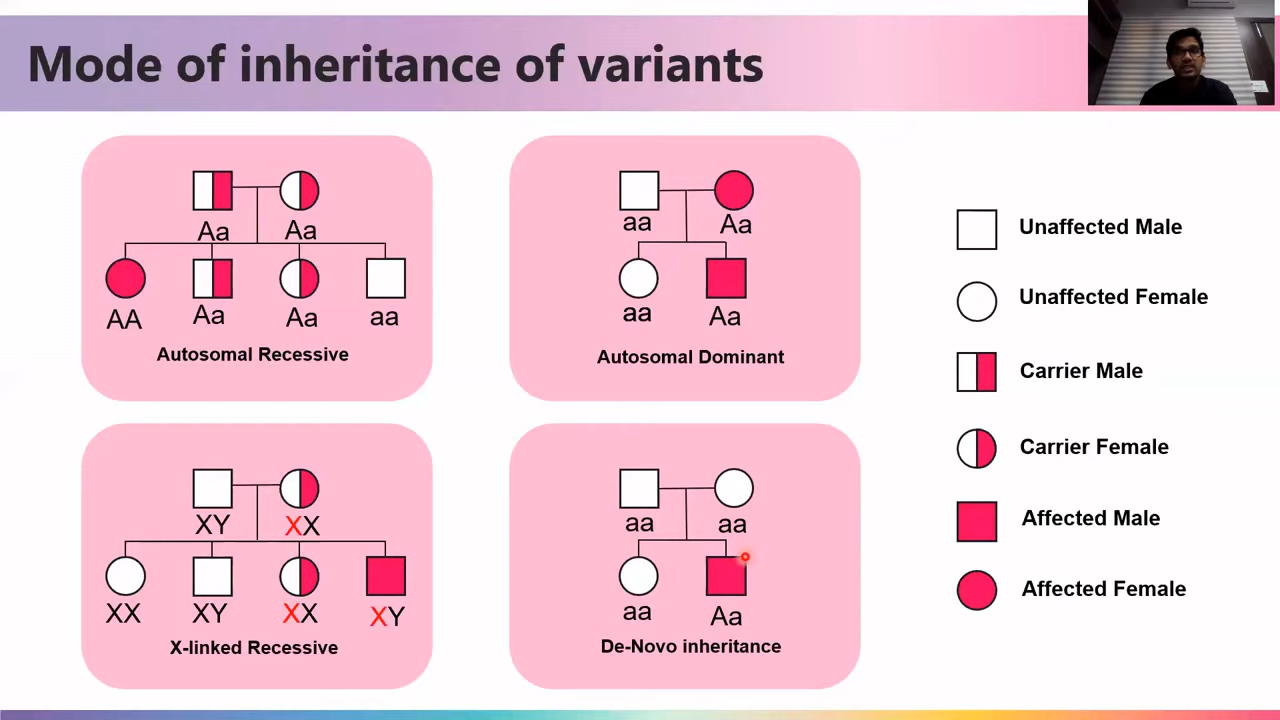 Mode of inheritance of variants
Aa Aa
AA Aa Aa aa
Autosomal Recessive
aa Aa
aa Aa
Autosomal Dominant
XY XX
XX XY XX XY
X-linked Recessive
aa aa
aa Aa
De-Novo inheritance
Unaffected Male
Unaffected Female
Carrier Male
Carrier Female
Affected Male
Affected Female